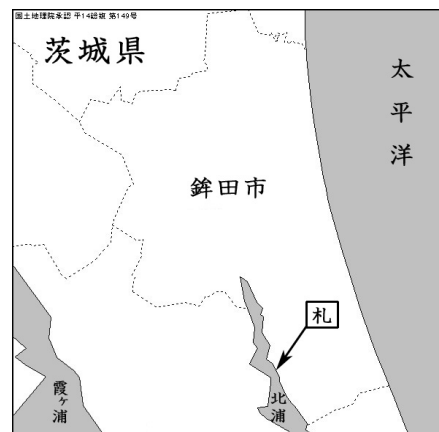 国土地理院承認 平14総複 第149号
茨城県
太平洋
鉾田市
札
霞ヶ浦
北浦